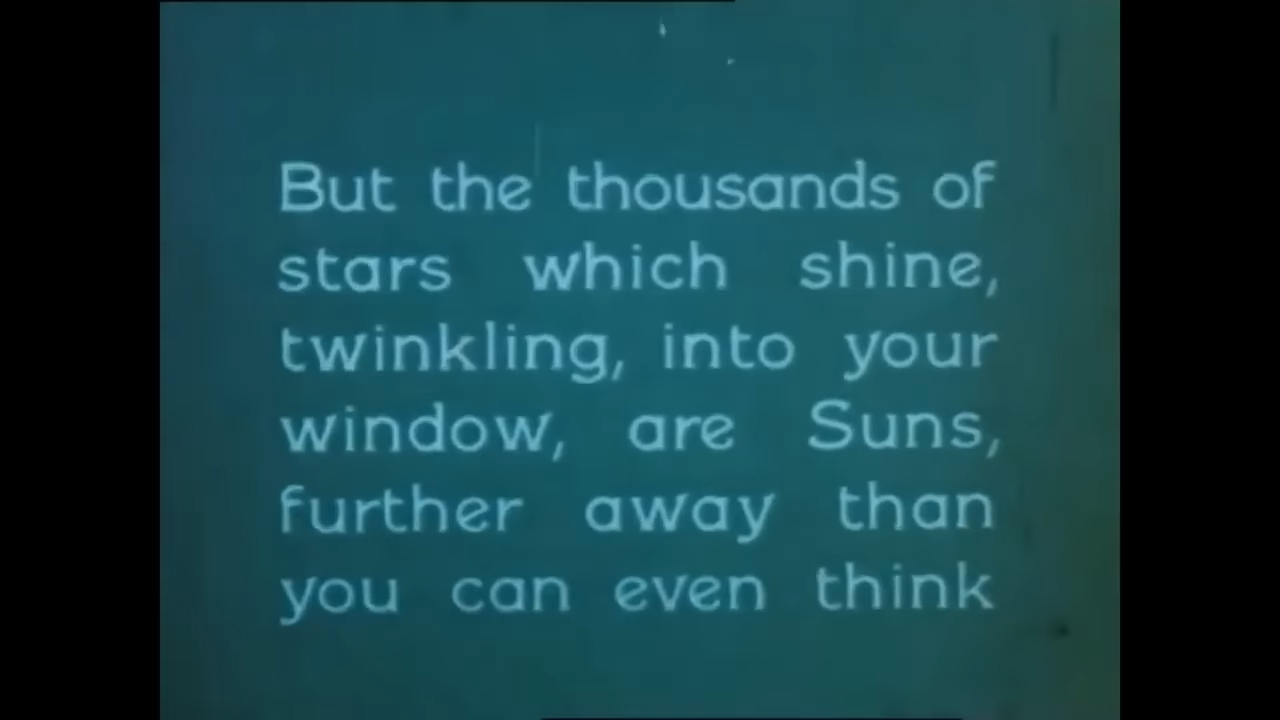 But the thousands of
stars which shine,
twinkling, into your
window, are Suns,
further away than
you can even think